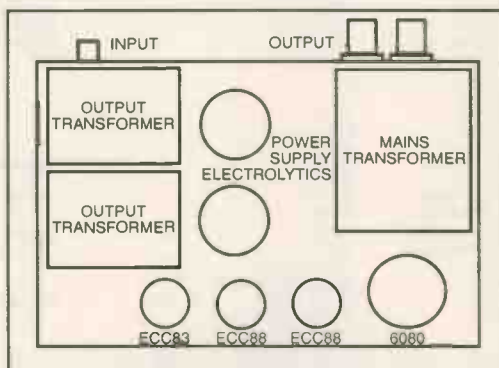 INPUT
OUTPUT
OUTPUT
TRANSFORMER
POWER
SUPPLY
ELECTROLYTICS
MAINS
TRANSFORMER
OUTPUT
TRANSFORMER
ECC83
ECC88
ECC88
6080